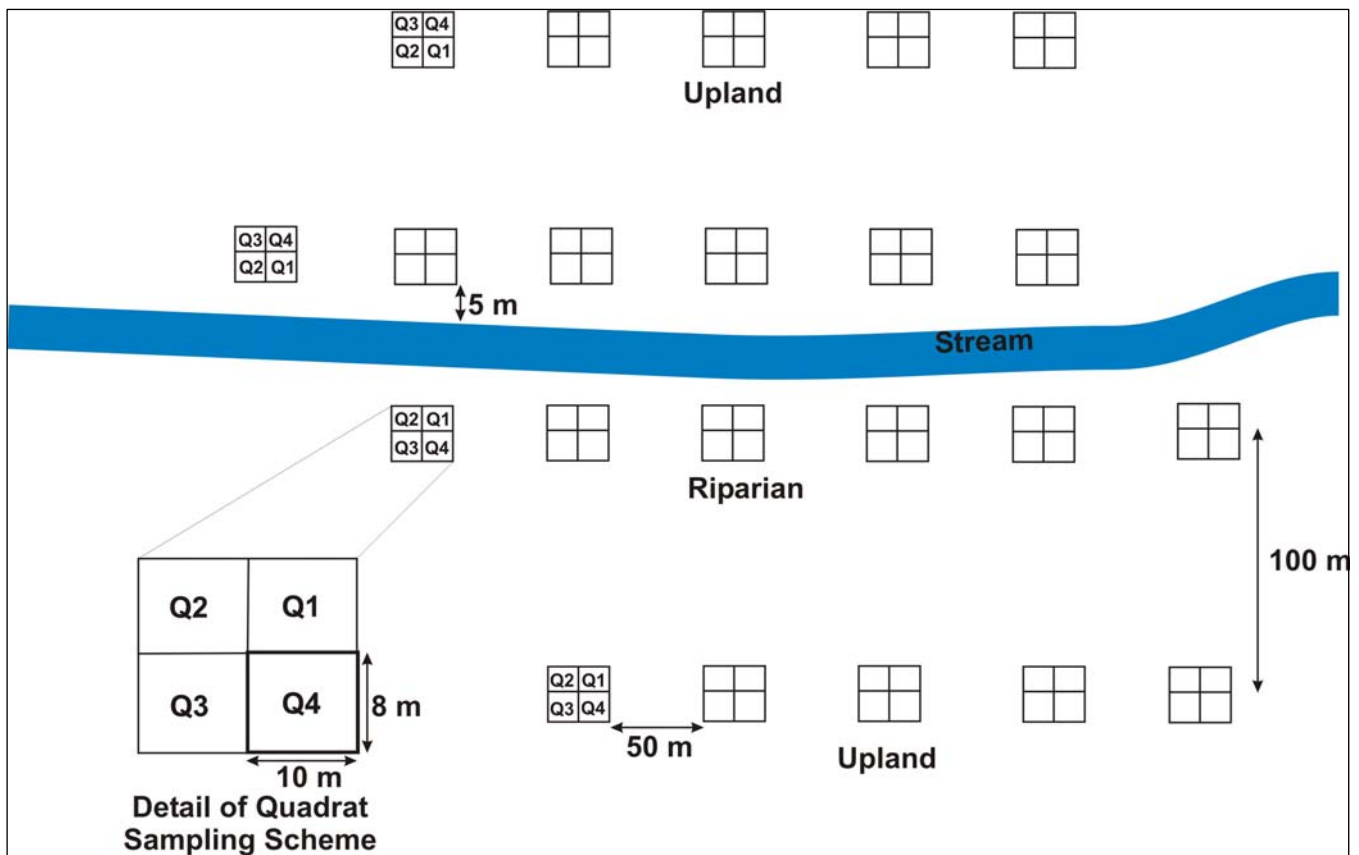 Q3 Q4
Q2 Q1
Upland
Q3 Q4
Q2 Q1
5 m
Stream
Q2 Q1
Q3 Q4
Riparian
100 m
Q2 Q1
Q3 Q4
8 m
10 m
Detail of Quadrat
Sampling Scheme
Q2 Q1
Q3 Q4
50 m
Upland